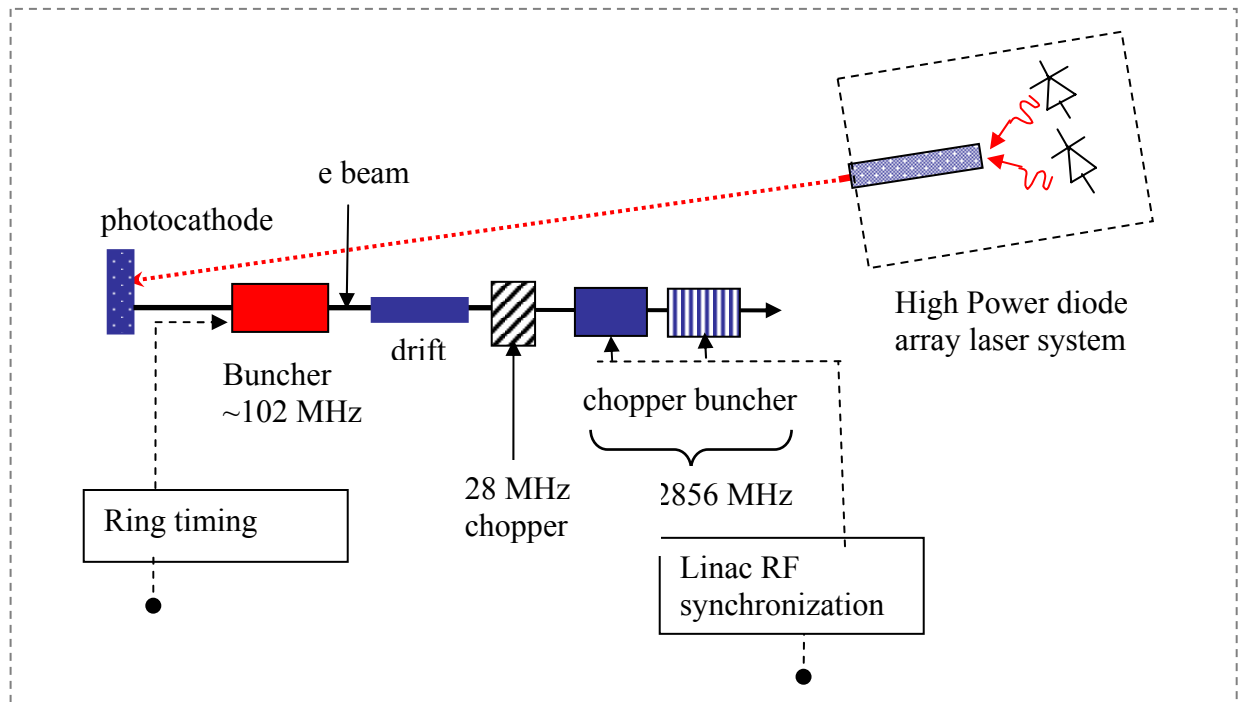 e beam
photocathode
High Power diode
array laser system
drift
Buncher
~102 MHz
chopper buncher
28 MHz
chopper
2856 MHz
Ring timing
Linac RF
synchronization